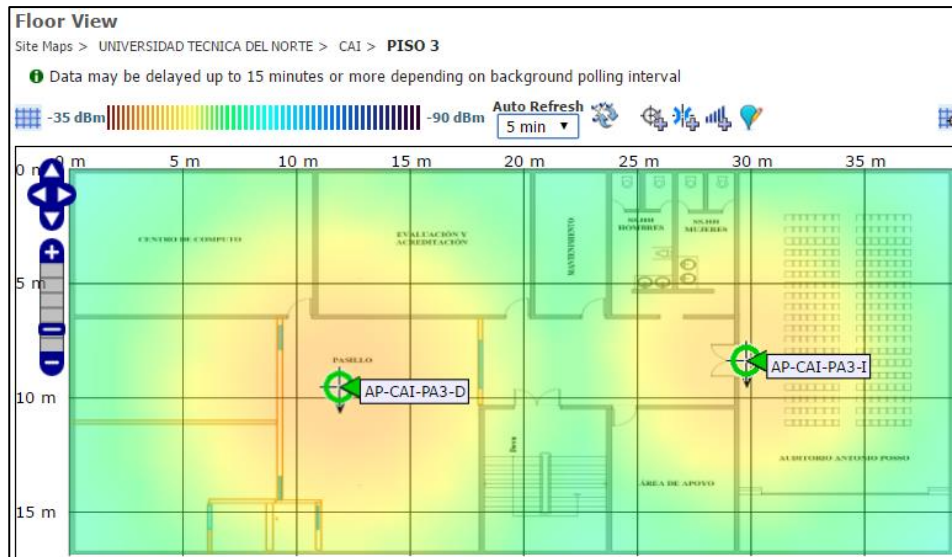 Floor View
Site Maps > UNIVERSIDAD TECNICA DEL NORTE > CAI > PISO 3
Data may be delayed up to 15 minutes or more depending on background polling interval
Auto Refresh
-35 dBm -90 dBm
5 min
0 m 5 m 10 m 15 m 20 m 25 m 30 m 35 m
0 m
SS.HH HOMBRES
SS.HH MUJERES
EVALUACIÓN Y
ACREDITACIÓN
CENTRO DE COMPUTO
MANTENIMIENTO
5 m
PASILLO
AP-CAI-PA3-I
AP-CAI-PA3-D
10 m
AUDITORIO ANTONIO POSSO
AREA DE APOYO
15 m